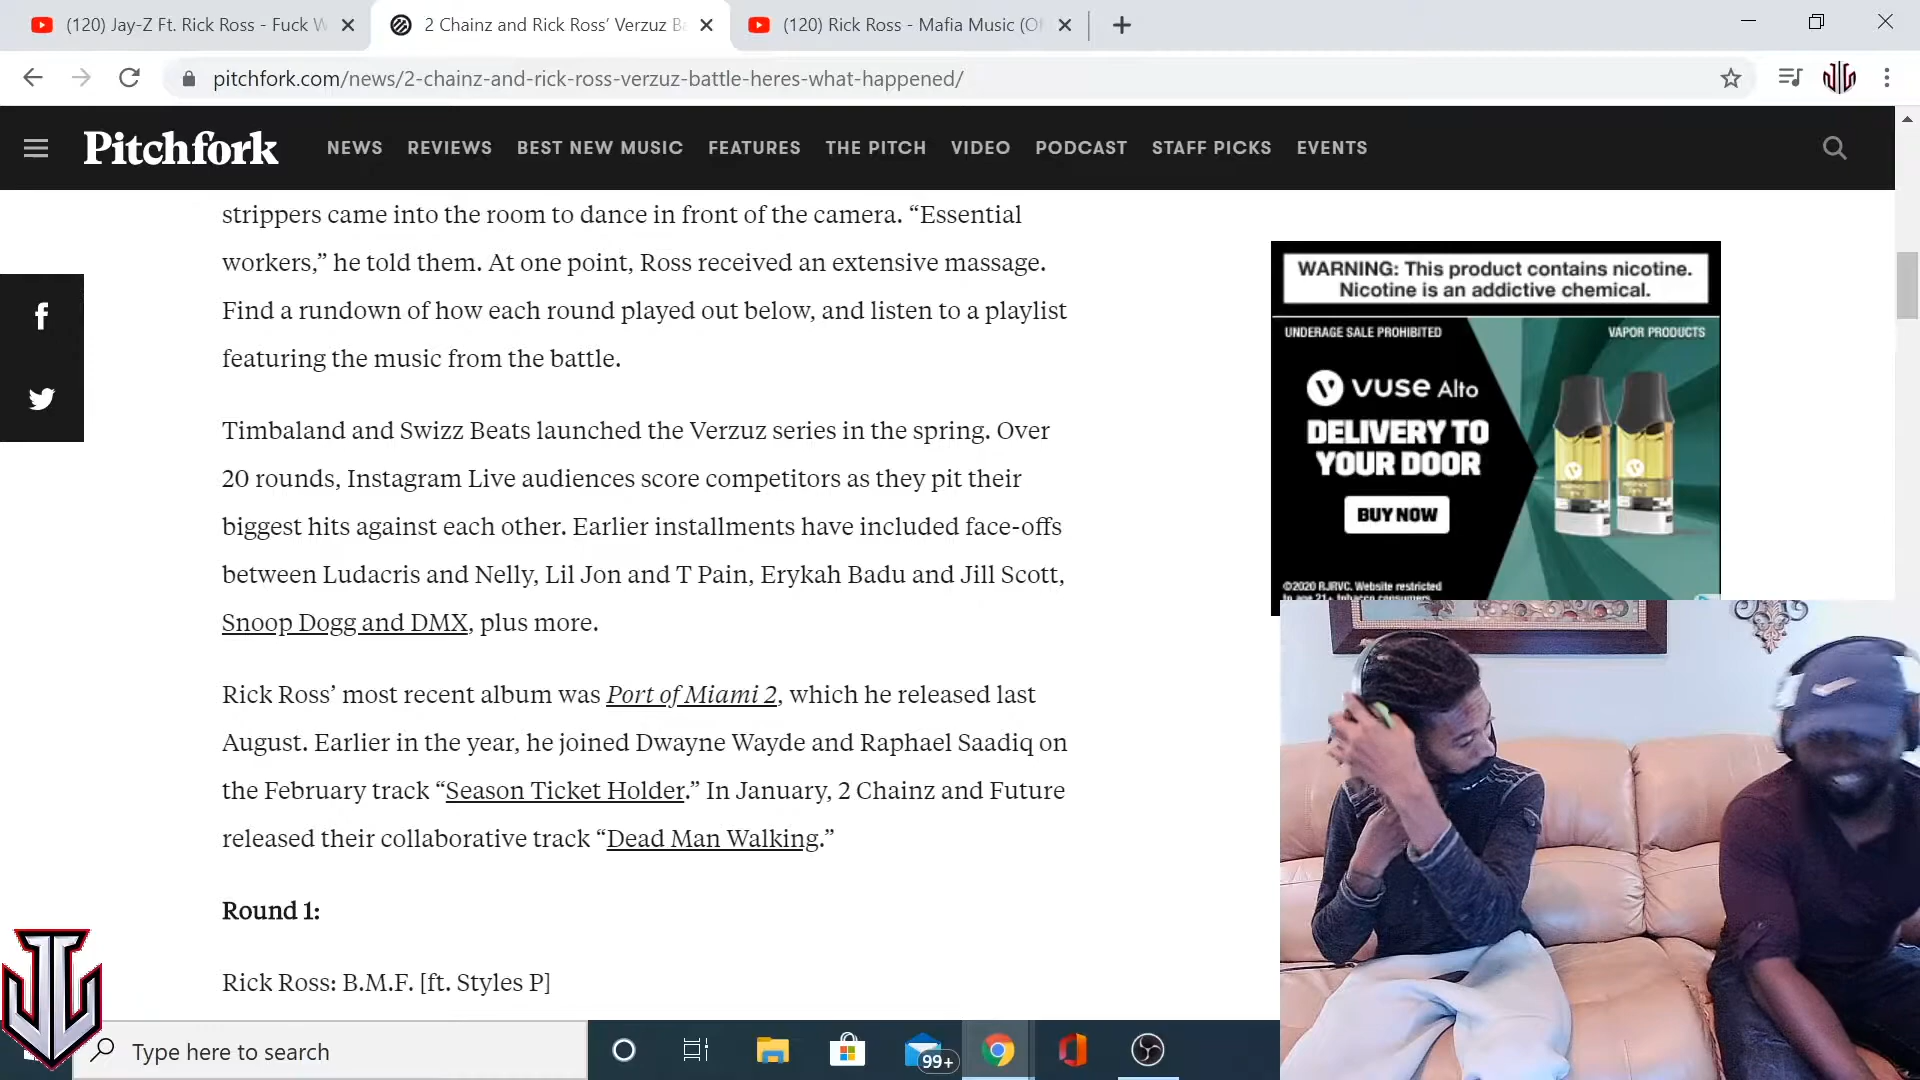 (120) Jay-Z Ft. Rick Ross - Fuck W
2 Chainz and Rick Ross' Verzuz B
(120) Rick Ross - Mafia Music (O
pitchfork.com/news/2-chainz-and-rick-ross-verzuz-battle-heres-what-happened/
Pitchfork
NEWS REVIEWS BEST NEW MUSIC FEATURES THE PITCH VIDEO PODCAST STAFF PICKS EVENTS
strippers came into the room to dance in front of the camera. “Essential
workers,” he told them. At one point, Ross received an extensive massage.
Find a rundown of how each round played out below, and listen to a playlist
featuring the music from the battle.
Timbaland and Swizz Beats launched the Verzuz series in the spring. Over
20 rounds, Instagram Live audiences score competitors as they pit their
biggest hits against each other. Earlier installments have included face-offs
between Ludacris and Nelly, Lil Jon and T Pain, Erykah Badu and Jill Scott,
Snoop Dogg and DMX, plus more.
Rick Ross’ most recent album was Port of Miami 2, which he released last
August. Earlier in the year, he joined Dwayne Wayde and Raphael Saadiq on
the February track “Season Ticket Holder.” In January, 2 Chainz and Future
released their collaborative track “Dead Man Walking.”
Round 1:
Rick Ross: B.M.F. [ft. Styles P]
WARNING: This product contains nicotine.
Nicotine is an addictive chemical.
UNDERAGE SALE PROHIBITED
VAPOR PRODUCTS
VUSE Alto
DELIVERY TO
YOUR DOOR
BUY NOW
©2020 RJRVC. Website restricted
to age 21+ tobacco consumers
Type here to search
99+